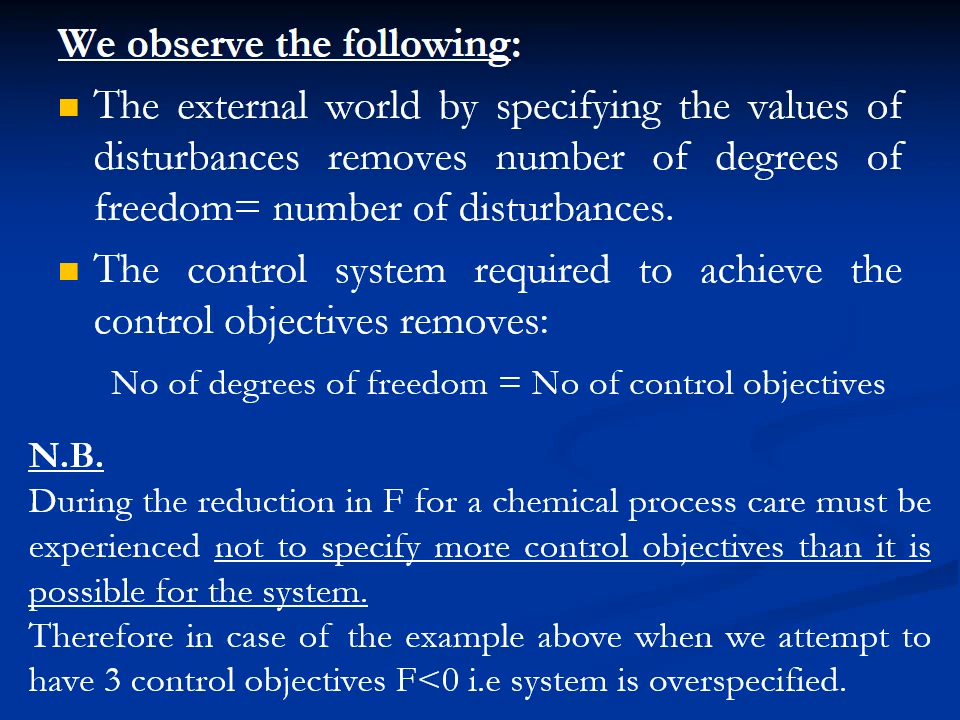 We observe the following:
The external world by specifying the values of
disturbances removes number of degrees of
freedom= number of disturbances.
The control system required to achieve the
control objectives removes:
No of degrees of freedom = No of control objectives
N.B.
During the reduction in F for a chemical process care must be
experienced not to specify more control objectives than it is
possible for the system.
Therefore in case of the example above when we attempt to
have 3 control objectives F<0 i.e system is overspecified.